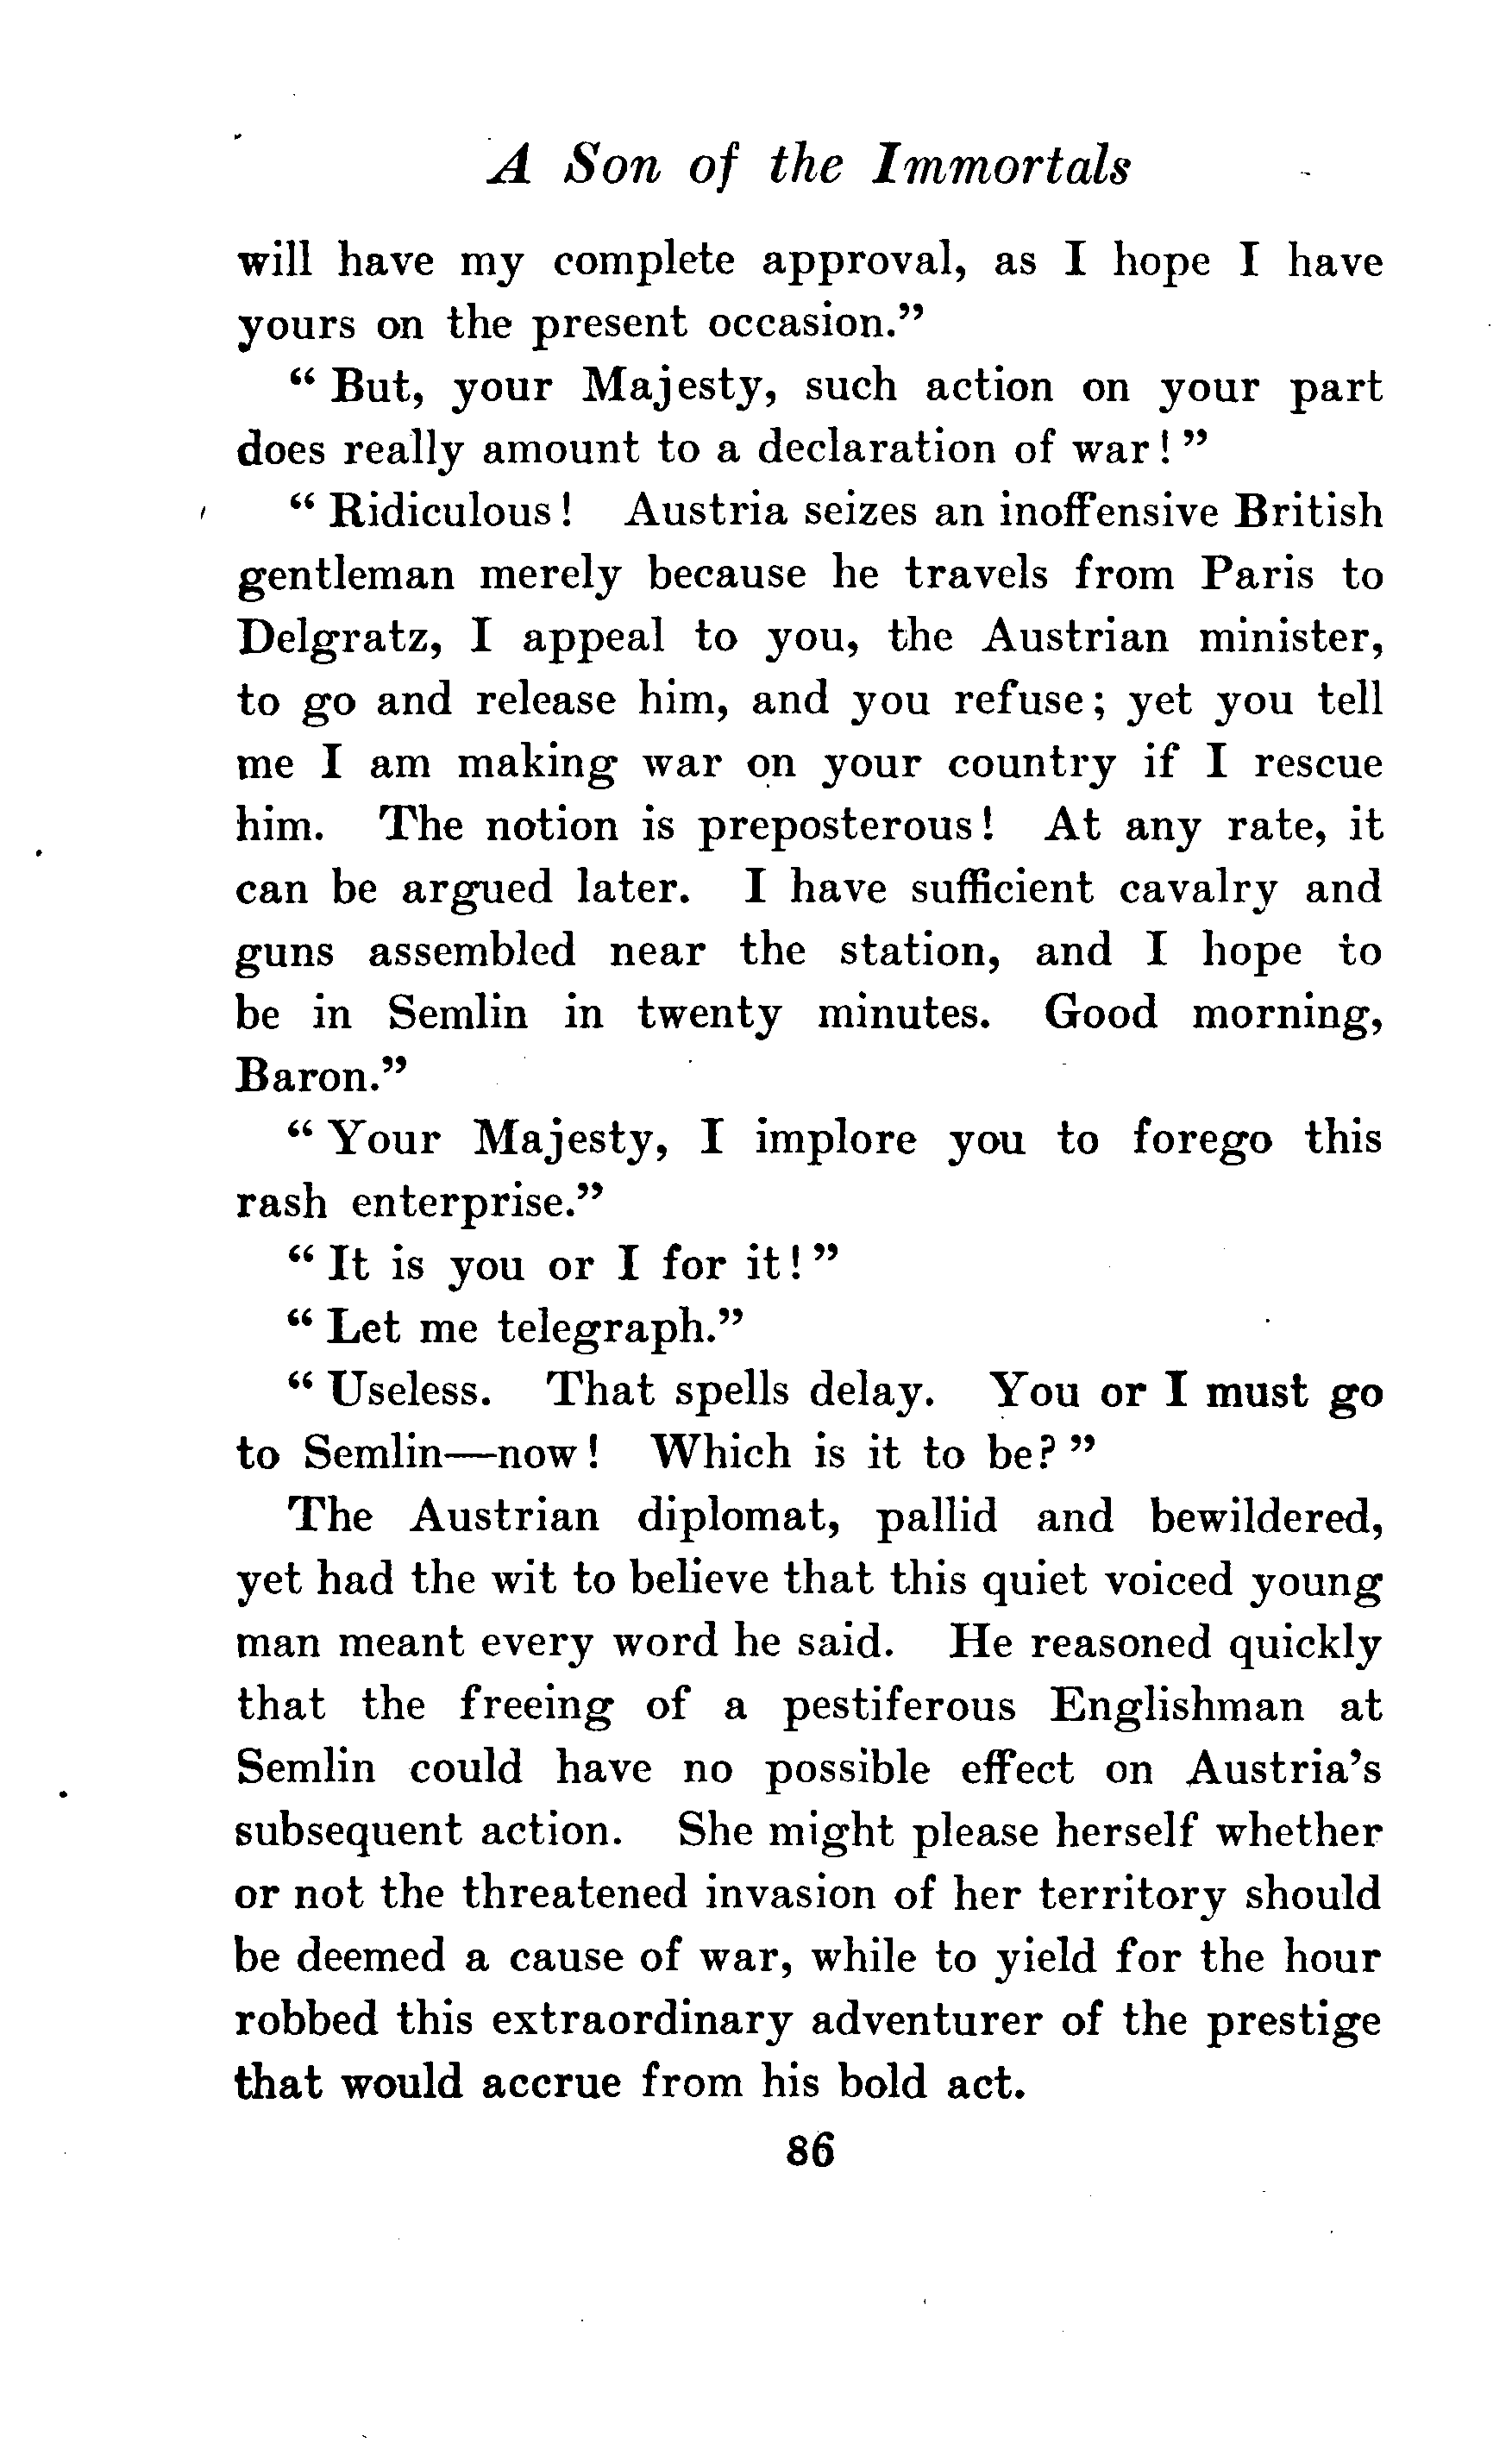 A Son of the Immortals
will have my complete approval, as I hope I have
yours on the present occasion.”
“ But, your Majesty, such action on your part
does really amount to a declaration of war ! ”
“ Ridiculous ! Austria seizes an inoffensive British
gentleman merely because he travels from Paris to
Delgratz, I appeal to you, the Austrian minister,
to go and release him, and you refuse ; yet you tell
me I am making war on your country if I rescue
him. The notion is preposterous ! At any rate, it
can be argued later. I have sufficient cavalry and
guns assembled near the station, and I hope to
be in Semlin in twenty minutes. Good morning,
Baron.”
“ Your Majesty, I implore you to forego this
rash enterprise.”
“ It is you or I for it ! ”
“ Let me telegraph.”
“ Useless. That spells delay. You or I must go
to Semlin—now ! Which is it to be? ”
The Austrian diplomat, pallid and bewildered,
yet had the wit to believe that this quiet voiced young
man meant every word he said. He reasoned quickly
that the freeing of a pestiferous Englishman at
Semlin could have no possible effect on Austria’s
subsequent action. She might please herself whether
or not the threatened invasion of her territory should
be deemed a cause of war, while to yield for the hour
robbed this extraordinary adventurer of the prestige
that would accrue from his bold act.
86